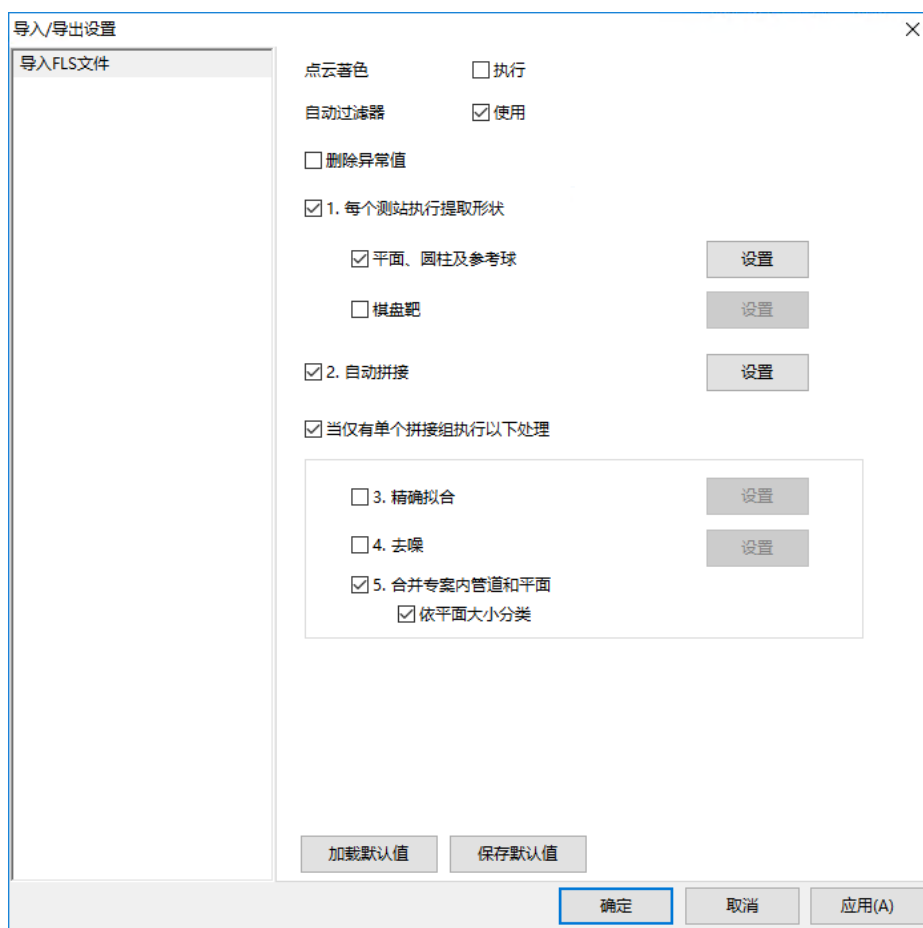 导入/导出设置
导入FLS文件
点云著色 执行
自动过滤器 使用
删除异常值
1. 每个测站执行提取形状
平面、圆柱及参考球 设置
棋盘靶 设置
2. 自动拼接 设置
当仅有单个拼接组执行以下处理
3. 精确拟合 设置
4. 去噪 设置
5. 合并专案内管道和平面
依平面大小分类
加载默认值 保存默认值
确定 取消 应用(A)